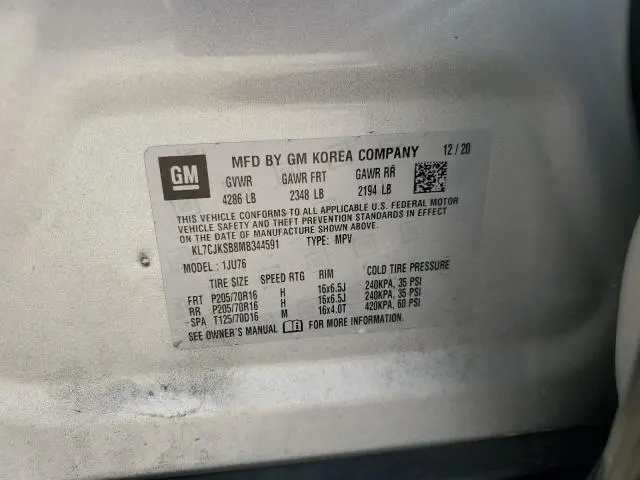 GM
MFD BY GM KOREA COMPANY 12/20
GVWR GAWR FRT GAWR RR
4286 LB 2348 LB 2194 LB
THIS VEHICLE CONFORMS TO ALL APPLICABLE U.S. FEDERAL MOTOR
VEHICLE SAFETY AND THEFT PREVENTION STANDARDS IN EFFECT
ON THE DATE OF MANUFACTURE SHOWN ABOVE.
KL7CJKSB8MB344591 TYPE: MPV
MODEL: 1JU76
TIRE SIZE SPEED RTG RIM COLD TIRE PRESSURE
FRT P205/70R16 H 16x6.5J 240KPA, 35 PSI
RR P205/70R16 H 16x6.5J 240KPA, 35 PSI
SPA T125/70D16 M 16x4.0T 420KPA, 60 PSI
SEE OWNER'S MANUAL FOR MORE INFORMATION.